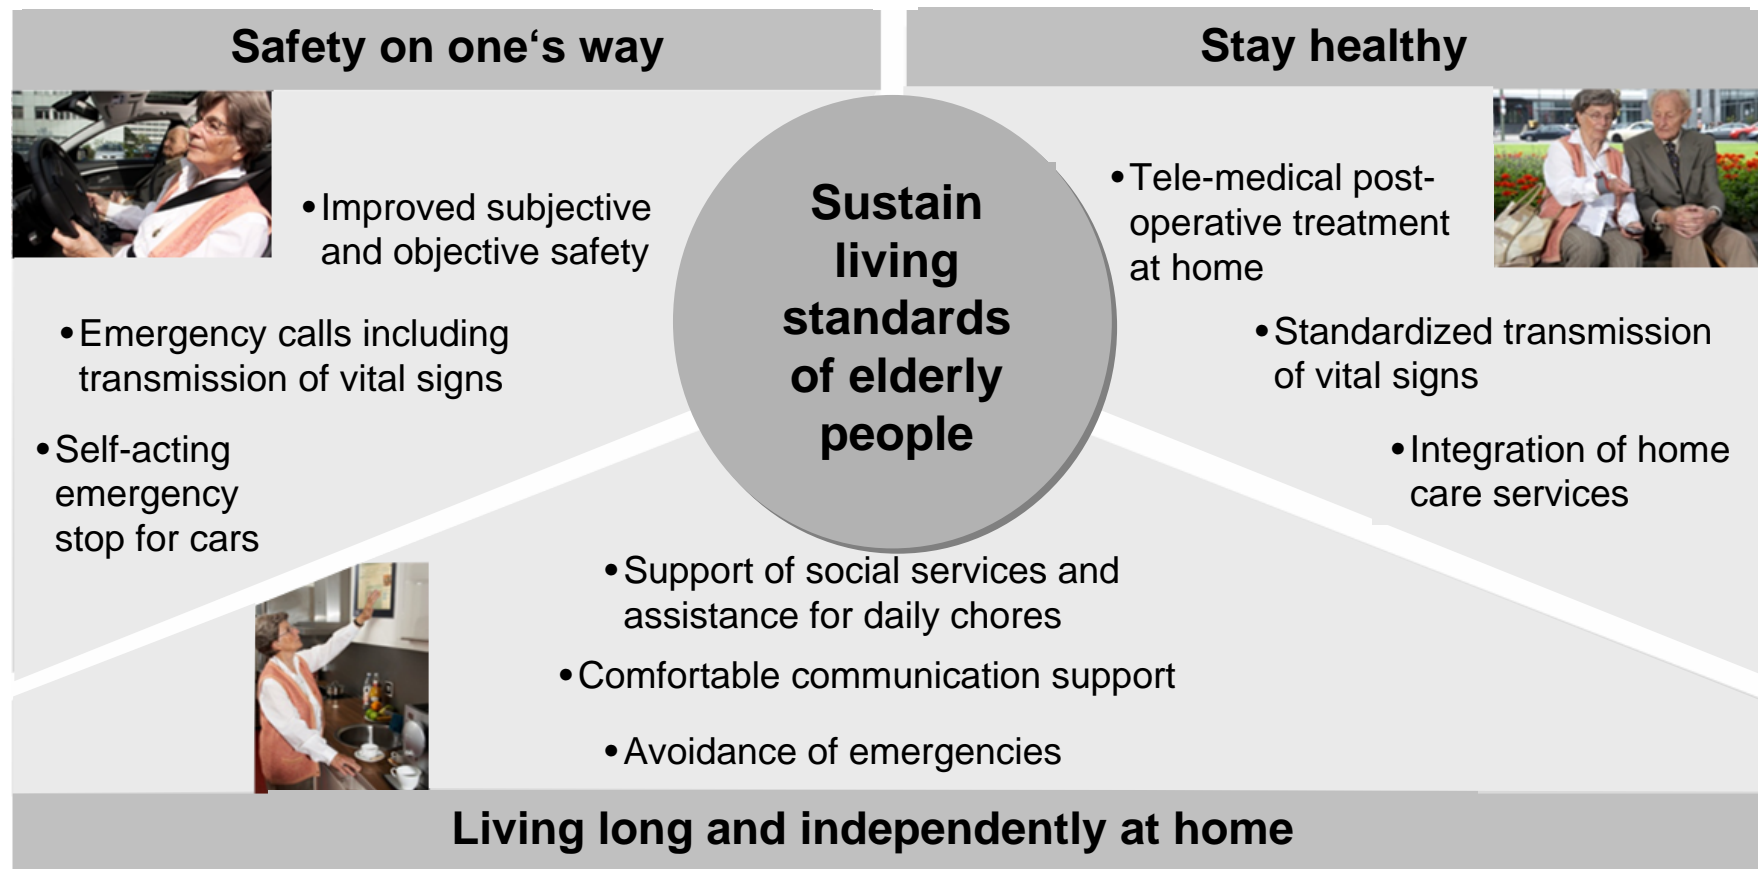 Safety on one‘s way
Stay healthy
•Improved subjective
and objective safety
•Emergency calls including
transmission of vital signs
•Self-acting
emergency
stop for cars
Sustain
living
standards
of elderly
people
•Tele-medical post-
operative treatment
at home
•Standardized transmission
of vital signs
•Integration of home
care services
•Support of social services and
assistance for daily chores
•Comfortable communication support
•Avoidance of emergencies
Living long and independently at home